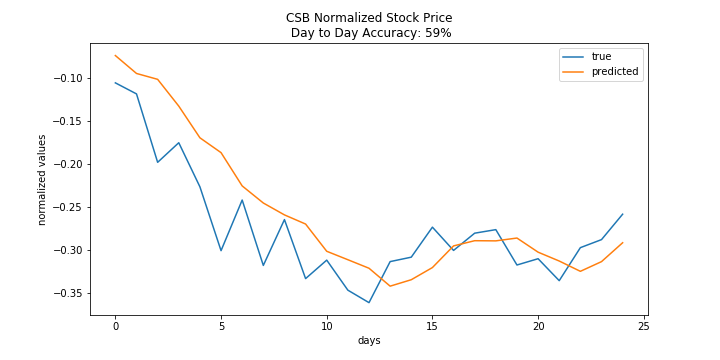 CSB Normalized Stock Price
Day to Day Accuracy: 59%
true
predicted
normalized values
−0.10
−0.15
−0.20
−0.25
−0.30
−0.35
0
5
10
15
20
25
days